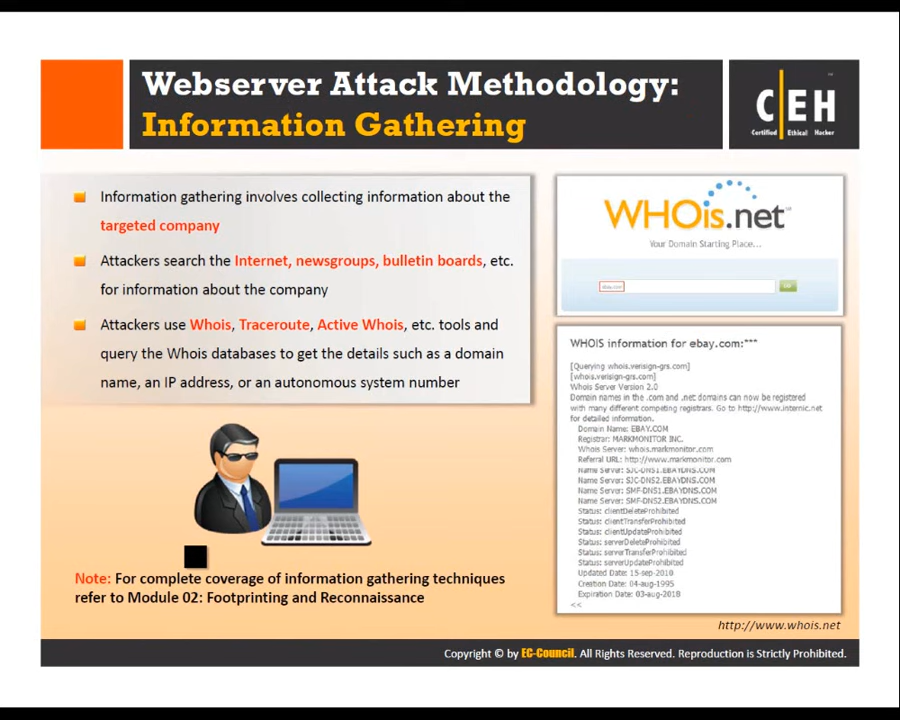 Webserver Attack Methodology:
Information Gathering
CEH
Certified Ethical Hacker
Information gathering involves collecting information about the
targeted company
Attackers search the Internet, newsgroups, bulletin boards, etc.
for information about the company
Attackers use Whois, Traceroute, Active Whois, etc. tools and
query the Whois databases to get the details such as a domain
name, an IP address, or an autonomous system number
Note: For complete coverage of information gathering techniques
refer to Module 02: Footprinting and Reconnaissance
WHOis.net
Your Domain Starting Place...
ebay.com
WHOIS information for ebay.com:***
[Querying whois.verisign-grs.com]
[whois.verisign-grs.com]
Whois Server Version 2.0
Domain names in the .com and .net domains can now be registered
with many different competing registrars. Go to http://www.internic.net
for detailed information.
Domain Name: EBAY.COM
Registrar: MARKMONITOR INC.
Whois Server: whois.markmonitor.com
Referral URL: http://www.markmonitor.com
Name Server: SJC-DNS1.EBAYDNS.COM
Name Server: SJC-DNS2.EBAYDNS.COM
Name Server: SMF-DNS1.EBAYDNS.COM
Name Server: SMF-DNS2.EBAYDNS.COM
Status: clientDeleteProhibited
Status: clientTransferProhibited
Status: clientUpdateProhibited
Status: serverDeleteProhibited
Status: serverTransferProhibited
Status: serverUpdateProhibited
Updated Date: 15-sep-2010
Creation Date: 04-aug-1995
Expiration Date: 03-aug-2018
<<
http://www.whois.net
Copyright © by EC-Council. All Rights Reserved. Reproduction is Strictly Prohibited.